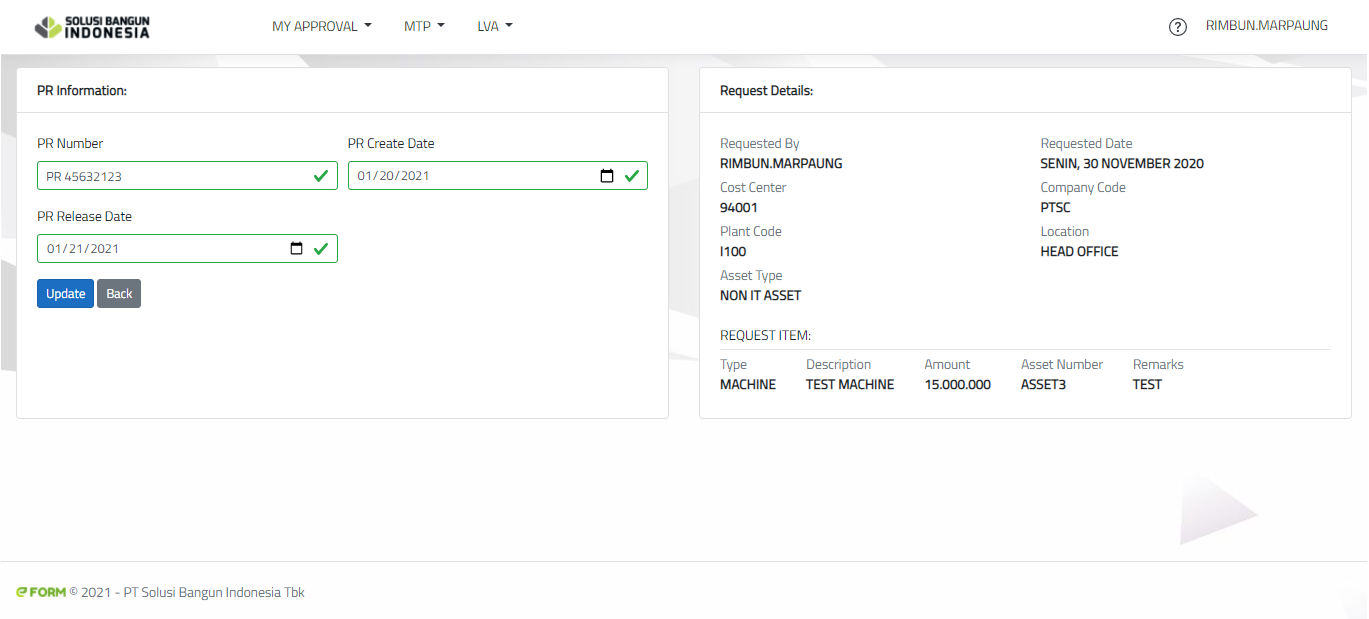 SOLUSI BANGUN
INDONESIA
MY APPROVAL
MTP
LVA
?
RIMBUN.MARPAUNG
PR Information:
PR Number
PR Create Date
PR 45632123
01/20/2021
PR Release Date
01/21/2021
Update
Back
Request Details:
Requested By
RIMBUN.MARPAUNG
Requested Date
SENIN, 30 NOVEMBER 2020
Cost Center
94001
Company Code
PTSC
Plant Code
I100
Location
HEAD OFFICE
Asset Type
NON IT ASSET
REQUEST ITEM:
Type Description Amount Asset Number Remarks
MACHINE TEST MACHINE 15.000.000 ASSET3 TEST
e FORM © 2021 - PT Solusi Bangun Indonesia Tbk